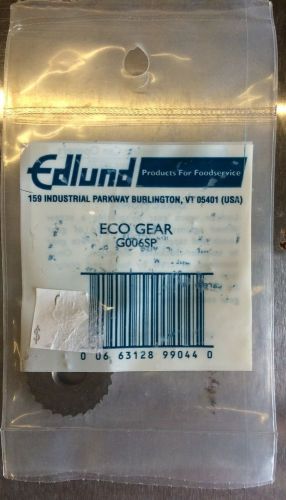 Edlund
Products For Foodservice
159 INDUSTRIAL PARKWAY BURLINGTON, VT 05401 (USA)
ECO GEAR
G006SP
0 06 63128 99044 0
$